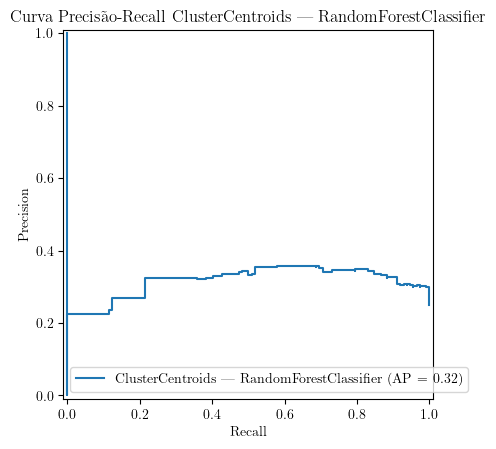 Curva Precisão-Recall ClusterCentroids — RandomForestClassifier
1.0
0.8
0.6
0.4
0.2
0.0
Precision
ClusterCentroids — RandomForestClassifier (AP = 0.32)
0.0 0.2 0.4 0.6 0.8 1.0
Recall